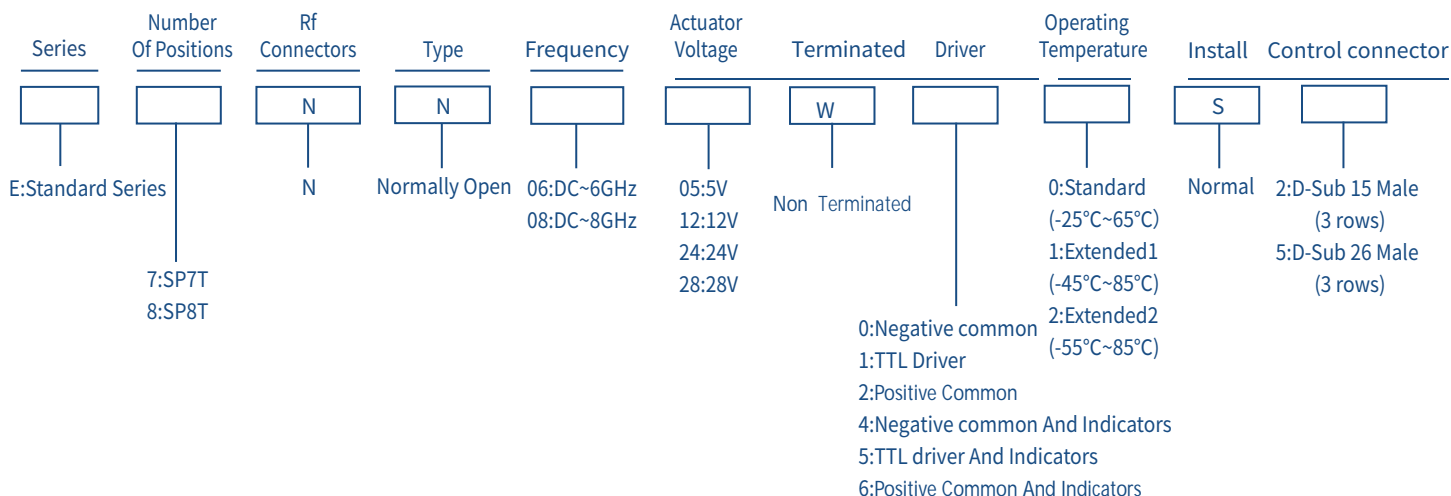 Series
Number
Of Positions
Rf
Connectors
Type
Frequency
Actuator
Voltage
Terminated
Driver
Operating
Temperature
Install
Control connector
N
N
W
S
E:Standard Series
7:SP7T
8:SP8T
N
Normally Open
06:DC~6GHz
08:DC~8GHz
05:5V
12:12V
24:24V
28:28V
Non Terminated
0:Negative common
1:TTL Driver
2:Positive Common
4:Negative common And Indicators
5:TTL driver And Indicators
6:Positive Common And Indicators
0:Standard
(-25°C~65°C)
1:Extended1
(-45°C~85°C)
2:Extended2
(-55°C~85°C)
Normal
2:D-Sub 15 Male
(3 rows)
5:D-Sub 26 Male
(3 rows)